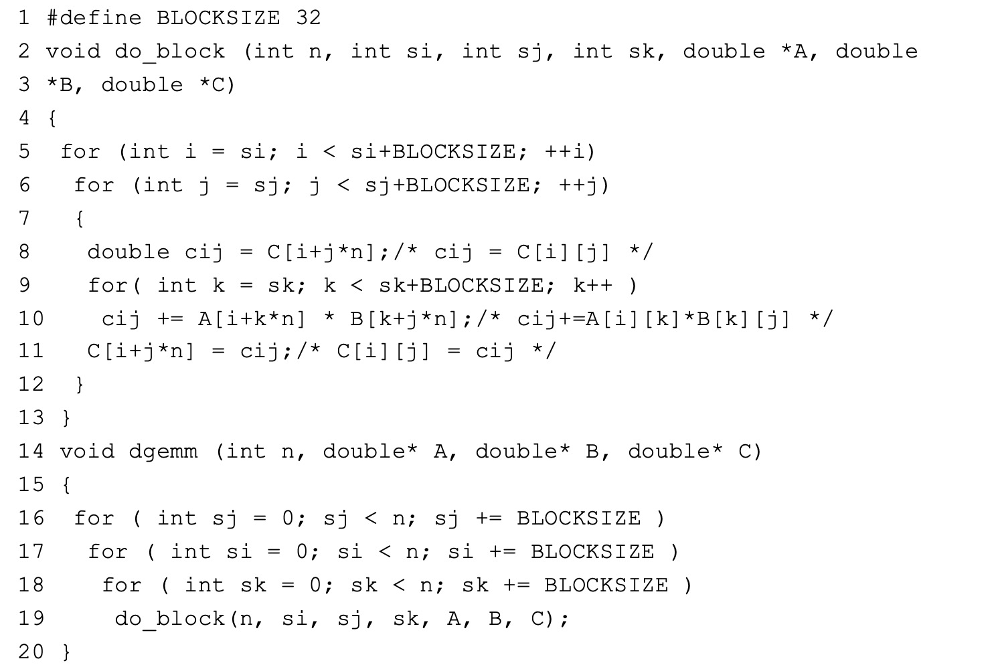 1 #define BLOCKSIZE 32
2 void do_block (int n, int si, int sj, int sk, double *A, double
3 *B, double *C)
4 {
5  for (int i = si; i < si+BLOCKSIZE; ++i)
6   for (int j = sj; j < sj+BLOCKSIZE; ++j)
7   {
8    double cij = C[i+j*n];/* cij = C[i][j] */
9    for( int k = sk; k < sk+BLOCKSIZE; k++ )
10    cij += A[i+k*n] * B[k+j*n];/* cij+=A[i][k]*B[k][j] */
11   C[i+j*n] = cij;/* C[i][j] = cij */
12  }
13 }
14 void dgemm (int n, double* A, double* B, double* C)
15 {
16  for ( int sj = 0; sj < n; sj += BLOCKSIZE )
17   for ( int si = 0; si < n; si += BLOCKSIZE )
18    for ( int sk = 0; sk < n; sk += BLOCKSIZE )
19     do_block(n, si, sj, sk, A, B, C);
20 }